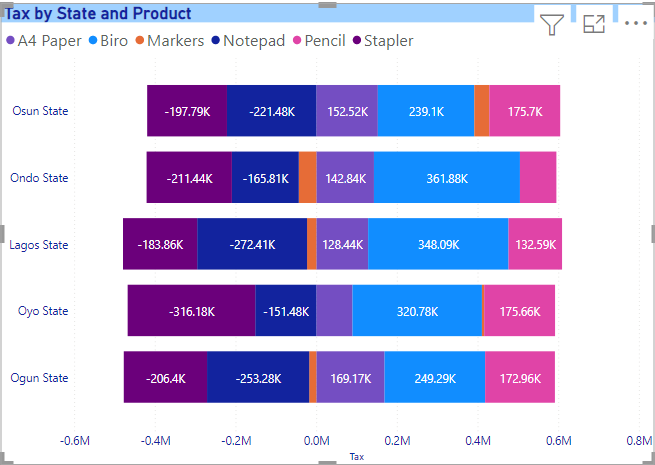 Tax by State and Product
A4 Paper Biro Markers Notepad Pencil Stapler
Osun State -197.79K -221.48K 152.52K 239.1K 175.7K
Ondo State -211.44K -165.81K 142.84K 361.88K
Lagos State -183.86K -272.41K 128.44K 348.09K 132.59K
Oyo State -316.18K -151.48K 320.78K 175.66K
Ogun State -206.4K -253.28K 169.17K 249.29K 172.96K
-0.6M -0.4M -0.2M 0.0M 0.2M 0.4M 0.6M 0.8M
Tax